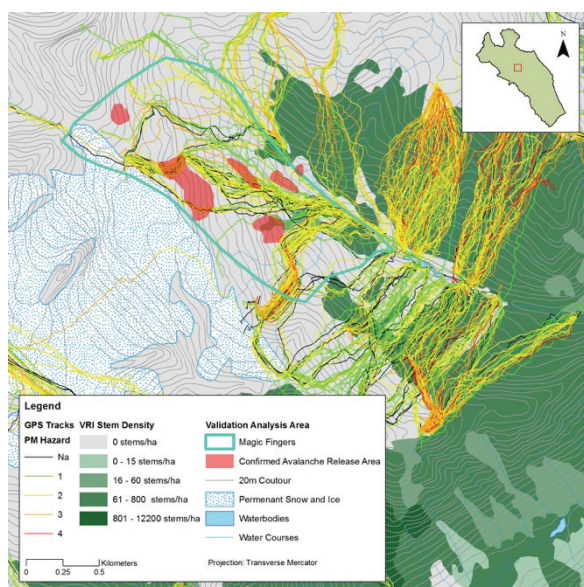 N
Legend
GPS Tracks
PM Hazard
Na
1
2
3
4
VRI Stem Density
0 stems/ha
0 - 15 stems/ha
16 - 60 stems/ha
61 - 800 stems/ha
801 - 12200 stems/ha
Validation Analysis Area
Magic Fingers
Confirmed Avalanche Release Area
20m Coutour
Permenant Snow and Ice
Waterbodies
Water Courses
Kilometers
0 0.25 0.5
Projection: Transverse Mercator